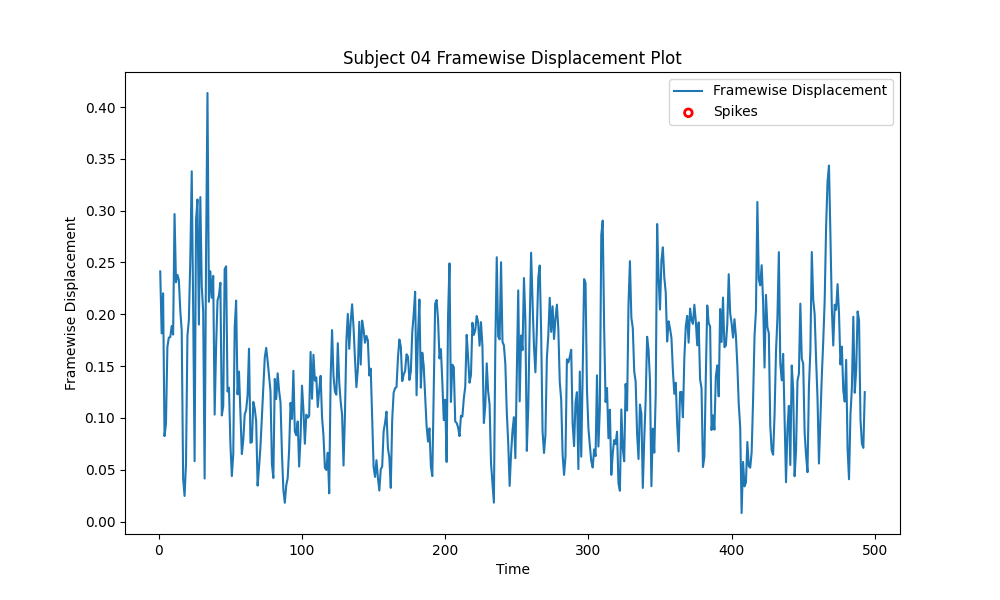 Subject 04 Framewise Displacement Plot
Framewise Displacement
Spikes
0.40
0.35
0.30
0.25
0.20
0.15
0.10
0.05
0.00
Framewise Displacement
0 100 200 300 400 500
Time